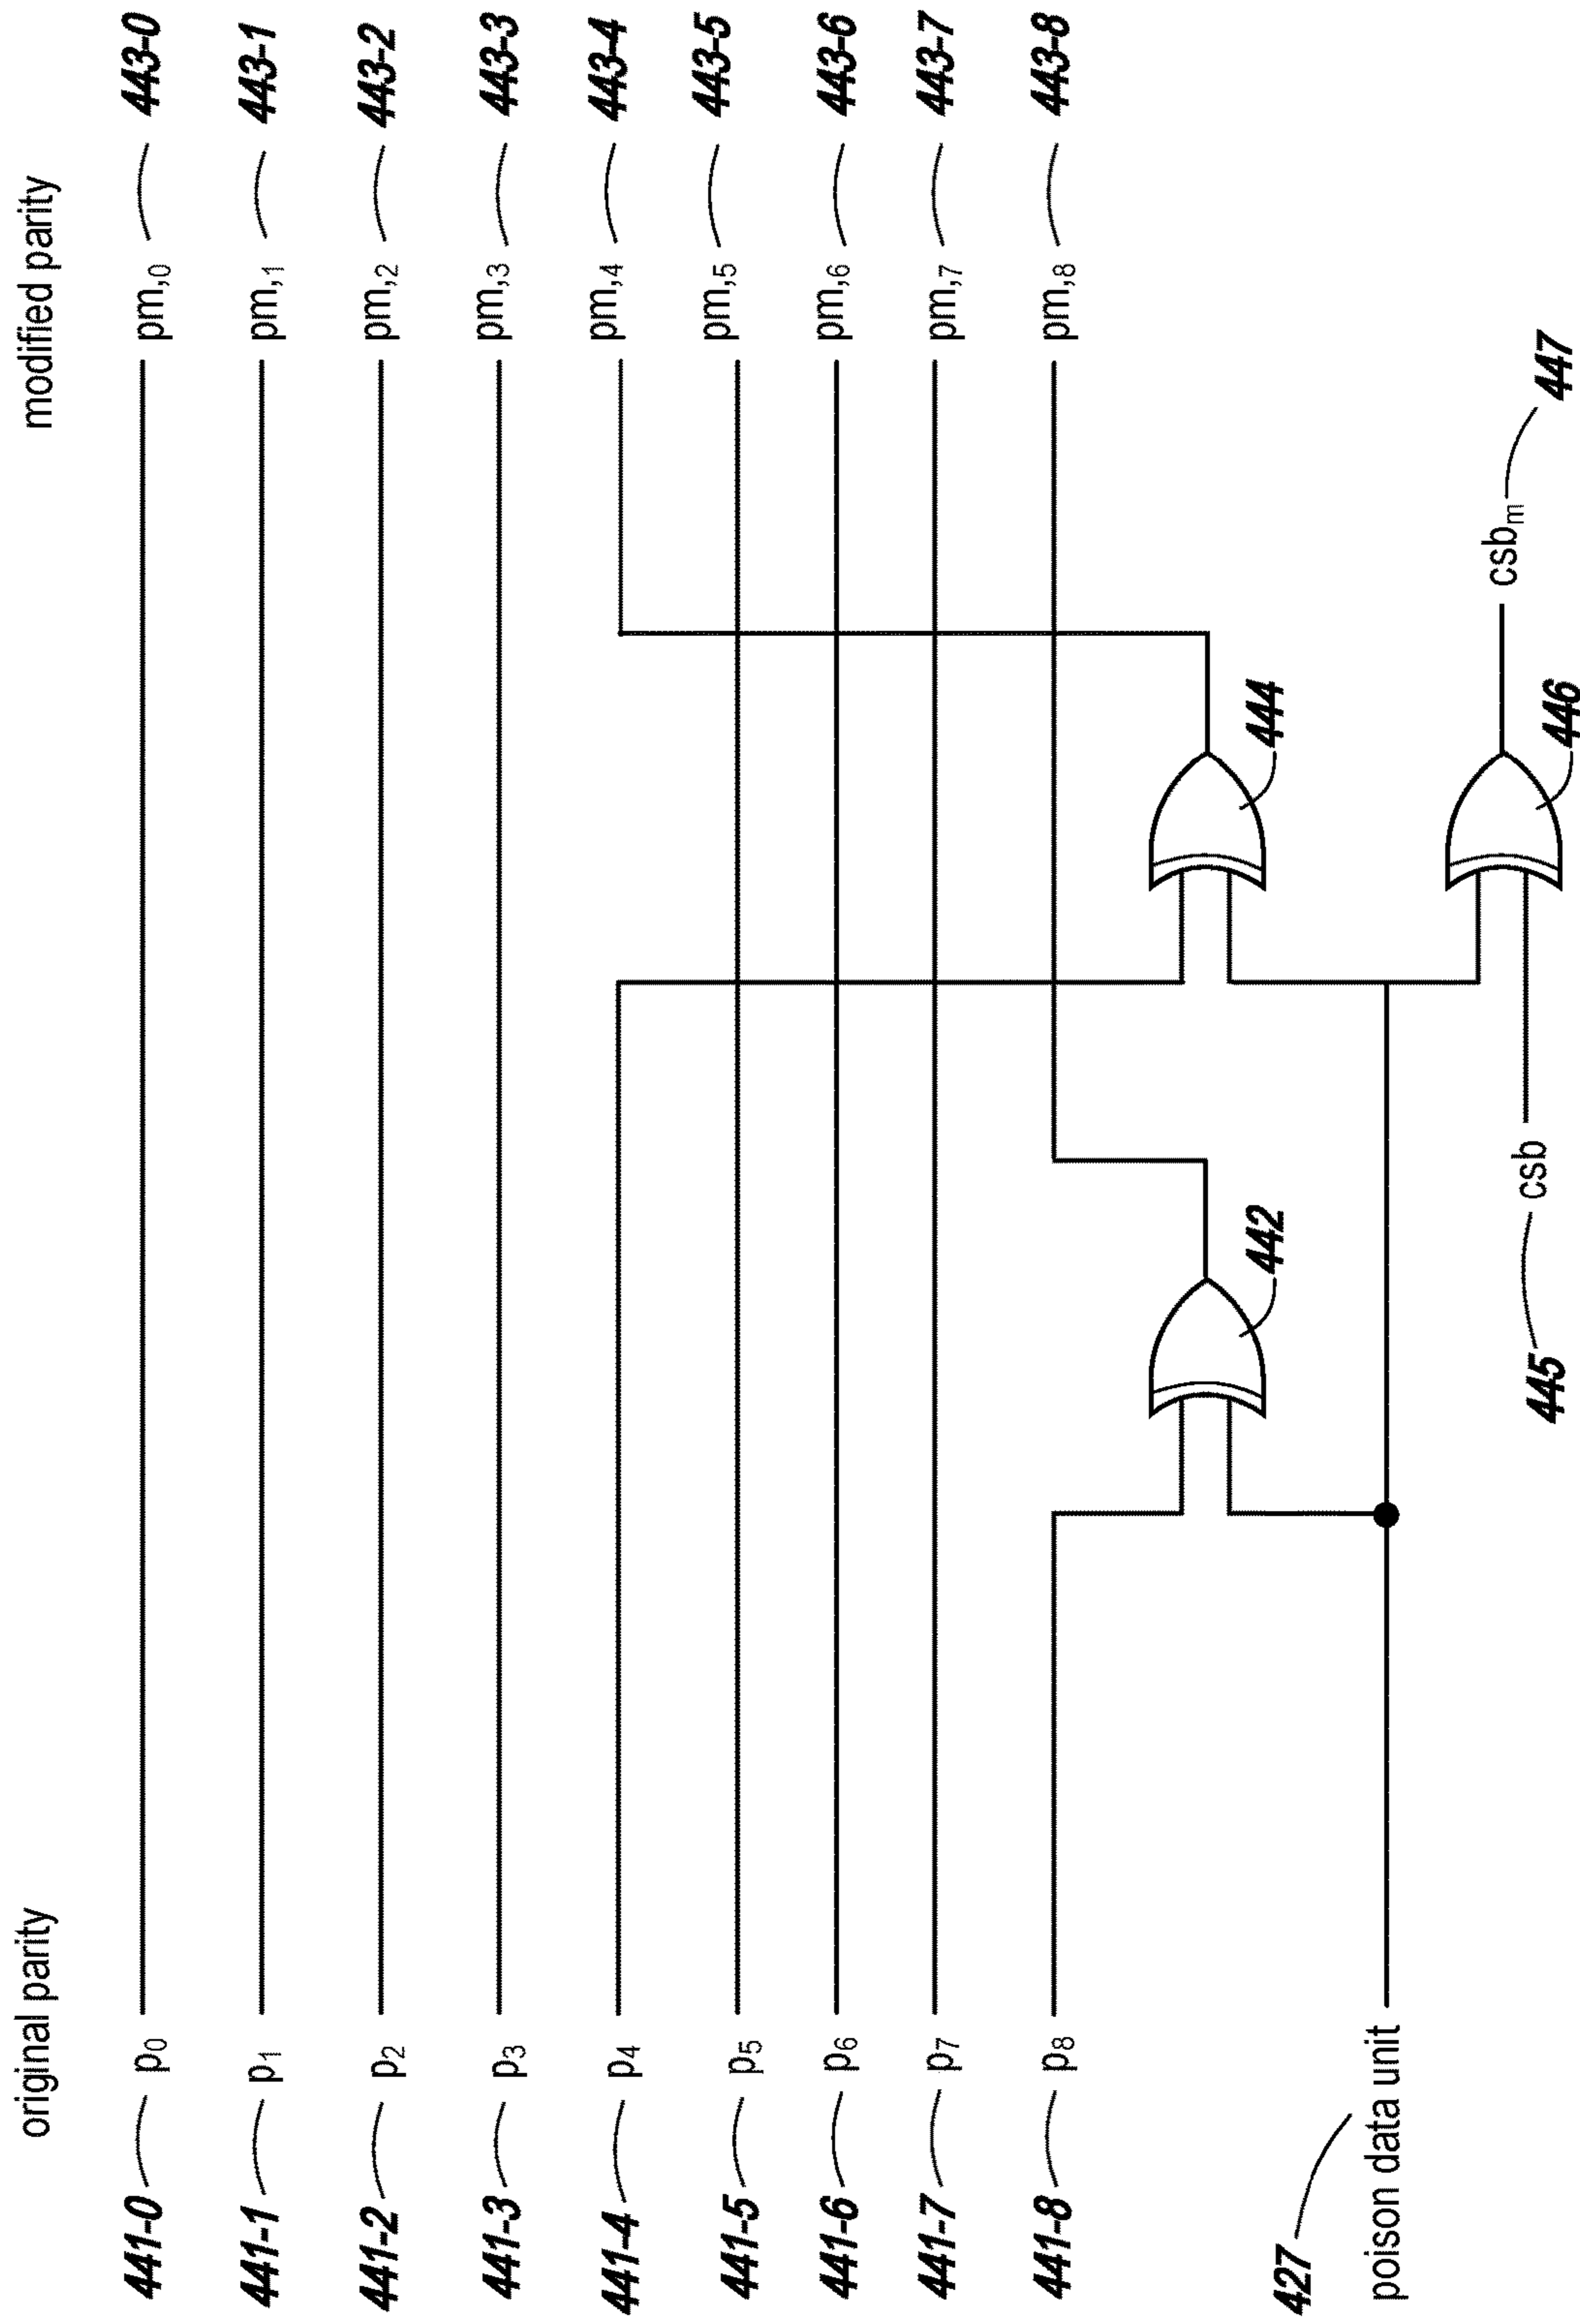 original parity modified parity
441-0 p0 pm,0 443-0
441-1 p1 pm,1 443-1
441-2 p2 pm,2 443-2
441-3 p3 pm,3 443-3
441-4 p4 pm,4 443-4
441-5 p5 pm,5 443-5
441-6 p6 pm,6 443-6
441-7 p7 pm,7 443-7
441-8 p8 pm,8 443-8
442 444
427
poison data unit
445 csb csbm 447
446